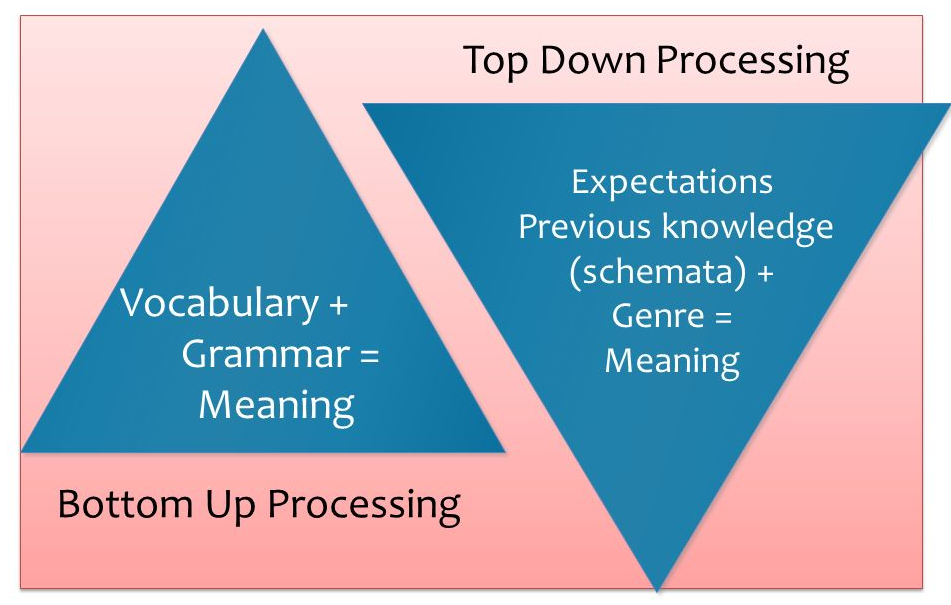 Top Down Processing
Expectations
Previous knowledge
(schemata) +
Genre =
Meaning
Vocabulary +
Grammar =
Meaning
Bottom Up Processing